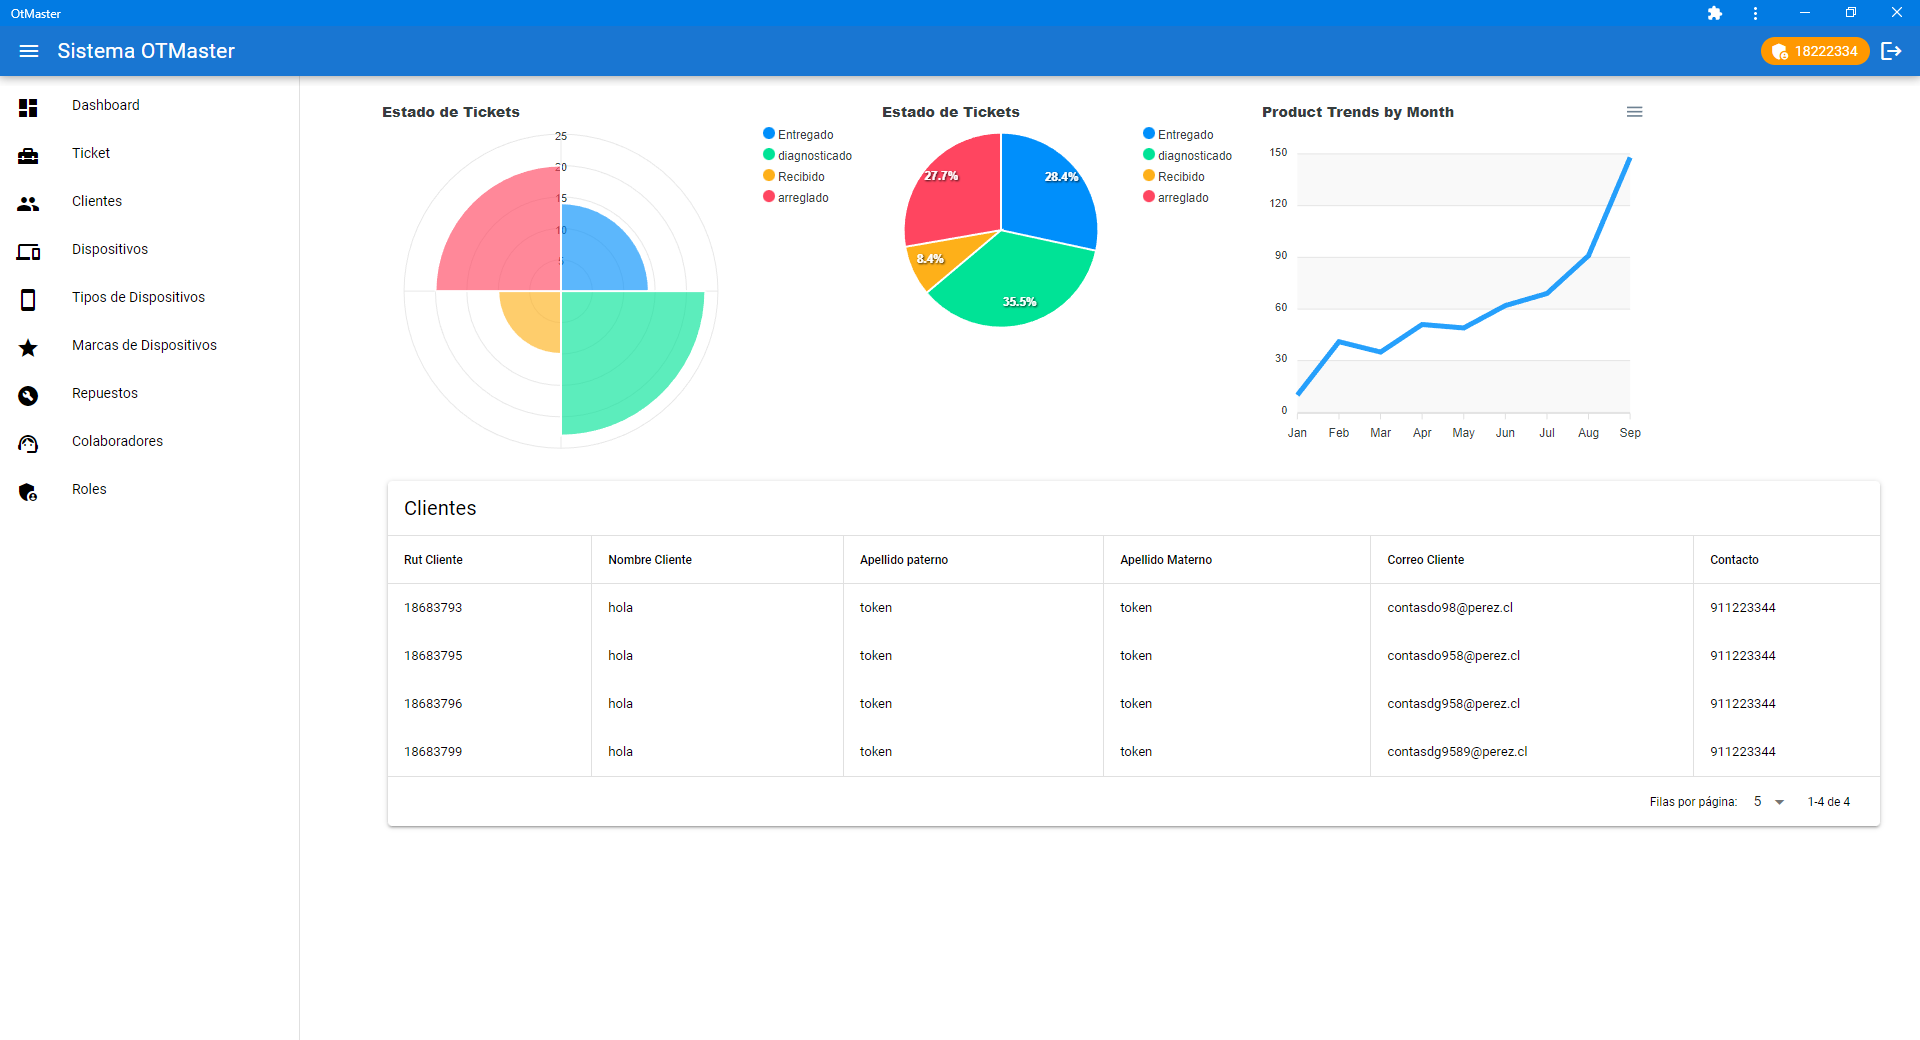 OtMaster
Sistema OTMaster
18222334
Dashboard
Ticket
Clientes
Dispositivos
Tipos de Dispositivos
Marcas de Dispositivos
Repuestos
Colaboradores
Roles
Estado de Tickets
25
20
15
10
5
Entregado
diagnosticado
Recibido
arreglado
Estado de Tickets
27.7%
28.4%
8.4%
35.5%
Entregado
diagnosticado
Recibido
arreglado
Product Trends by Month
150
120
90
60
30
0
Jan Feb Mar Apr May Jun Jul Aug Sep
Clientes
Rut Cliente Nombre Cliente Apellido paterno Apellido Materno Correo Cliente Contacto
18683793 hola token token contasdo98@perez.cl 911223344
18683795 hola token token contasdo958@perez.cl 911223344
18683796 hola token token contasdg958@perez.cl 911223344
18683799 hola token token contasdg9589@perez.cl 911223344
Filas por página: 5 1-4 de 4